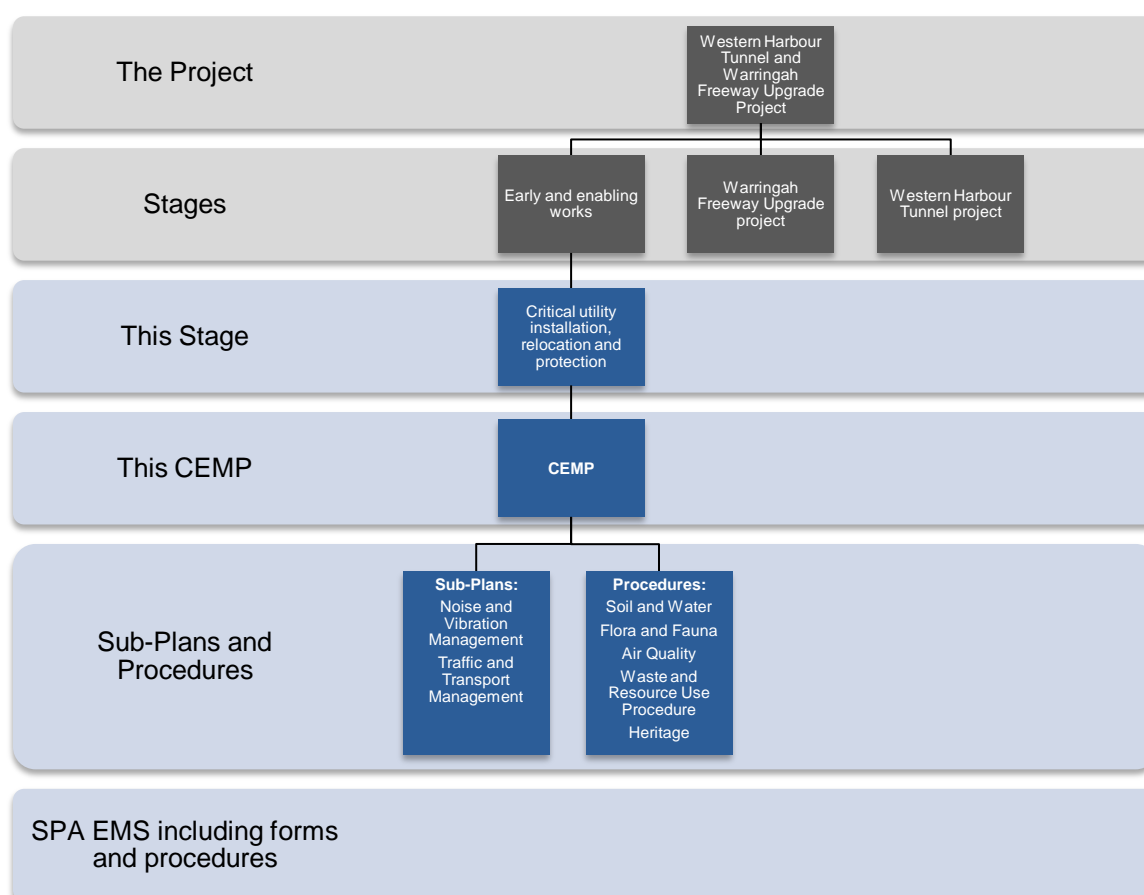 The Project
Western Harbour
Tunnel and
Warringah
Freeway Upgrade
Project
Stages
Early and enabling
works
Warringah
Freeway Upgrade
project
Western Harbour
Tunnel project
This Stage
Critical utility
installation,
relocation and
protection
This CEMP
CEMP
Sub-Plans and
Procedures
Sub-Plans:
Noise and
Vibration
Management
Traffic and
Transport
Management
Procedures:
Soil and Water
Flora and Fauna
Air Quality
Waste and
Resource Use
Procedure
Heritage
SPA EMS including forms
and procedures